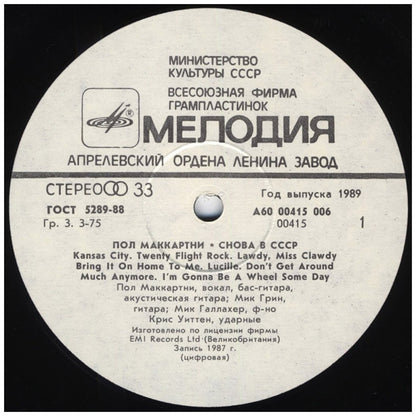 МИНИСТЕРСТВО
КУЛЬТУРЫ СССР
ВСЕСОЮЗНАЯ ФИРМА
ГРАМПЛАСТИНОК
МЕЛОДИЯ
АПРЕЛЕВСКИЙ ОРДЕНА ЛЕНИНА ЗАВОД
СТЕРЕО 33
Год выпуска 1989
ГОСТ 5289-88
А60 00415 006
Гр. 3. 3-75
00415
1
ПОЛ МАККАРТНИ • СНОВА В СССР
Kansas City. Twenty Flight Rock. Lawdy, Miss Clawdy
Bring It On Home To Me. Lucille. Don't Get Around
Much Anymore. I'm Gonna Be A Wheel Some Day
Пол Маккартни, вокал, бас-гитара,
акустическая гитара; Мик Грин,
гитара; Мик Галлахер, ф-но
Крис Уиттен, ударные
Изготовлено по лицензии фирмы
EMI Records Ltd (Великобритания)
Запись 1987 г.
(цифровая)